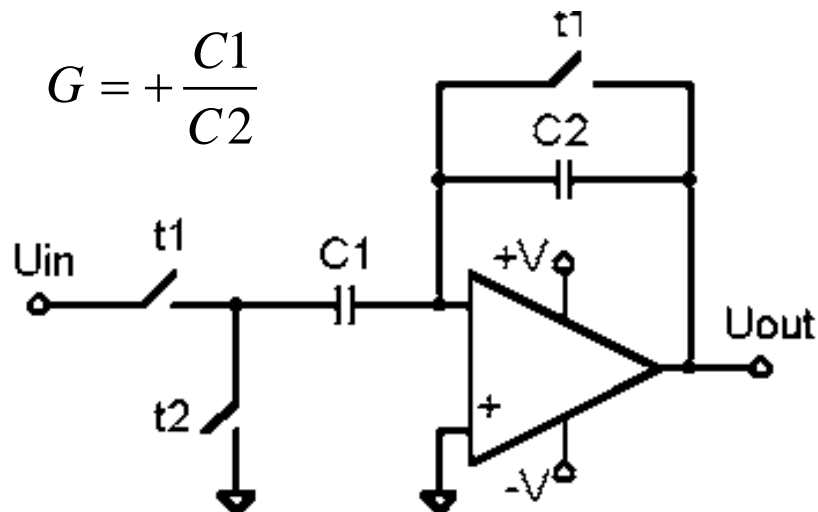 t1
G = + C1/C2
C2
t1
Uin
C1
+V
Uout
t2
+
-V